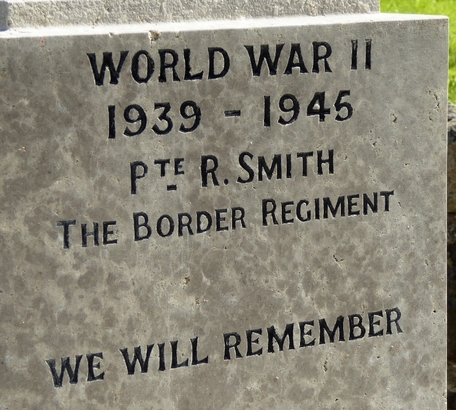 WORLD WAR II
1939 - 1945
PTE R. SMITH
THE BORDER REGIMENT
WE WILL REMEMBER